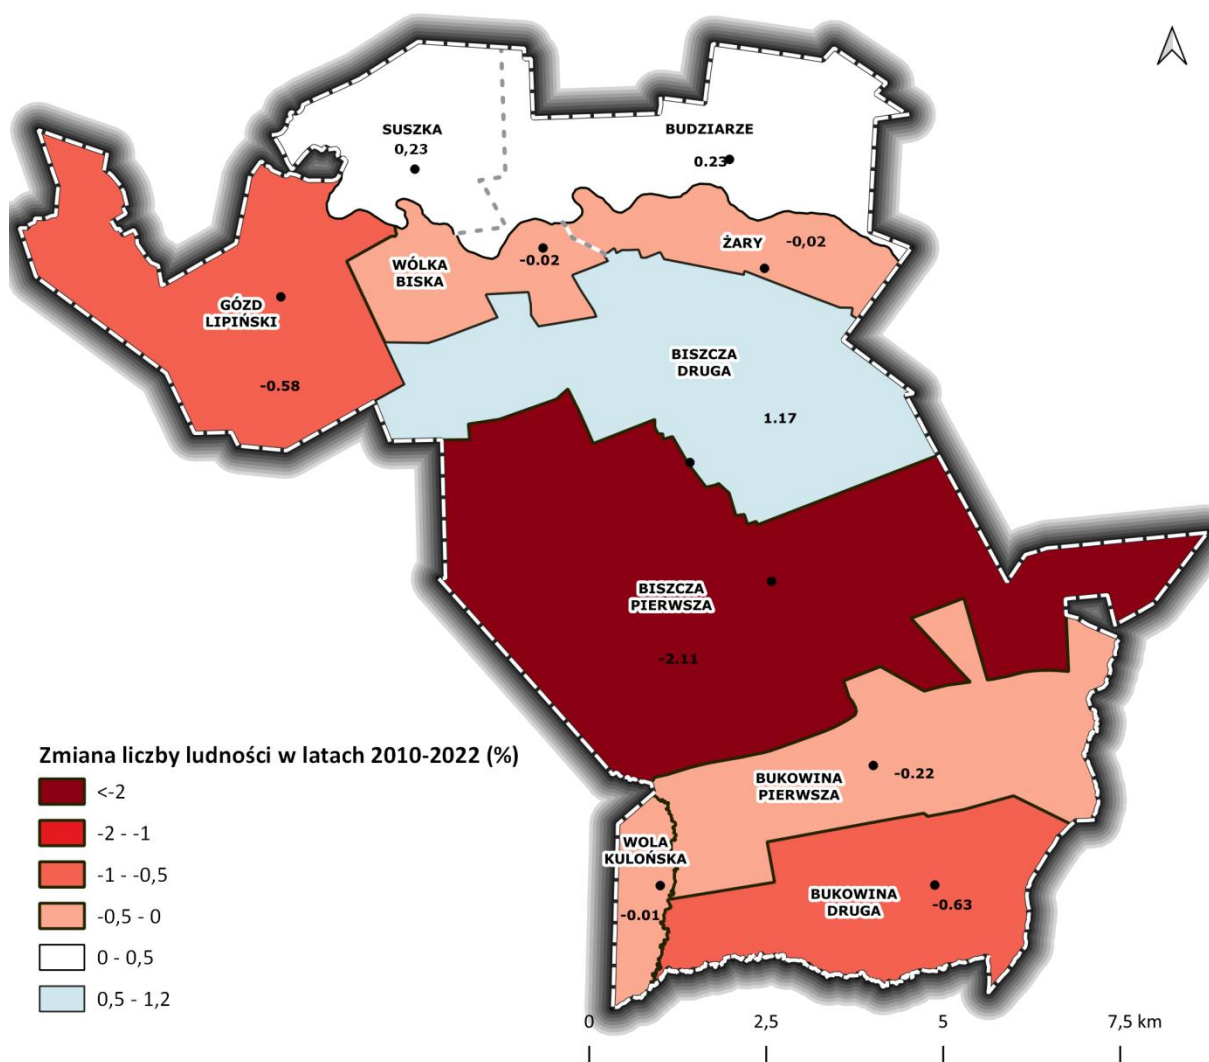 SUSZKA
0,23
BUDZIARZE
0.23
ŻARY
-0,02
WÓLKA
BISKA
-0.02
GÓZD
LIPIŃSKI
-0.58
BISZCZA
DRUGA
1.17
BISZCZA
PIERWSZA
-2.11
BUKOWINA
PIERWSZA
-0.22
WOLA
KULOŃSKA
-0.01
BUKOWINA
DRUGA
-0.63
Zmiana liczby ludności w latach 2010-2022 (%)
<-2
-2 - -1
-1 - -0,5
-0,5 - 0
0 - 0,5
0,5 - 1,2
0 2,5 5 7,5 km